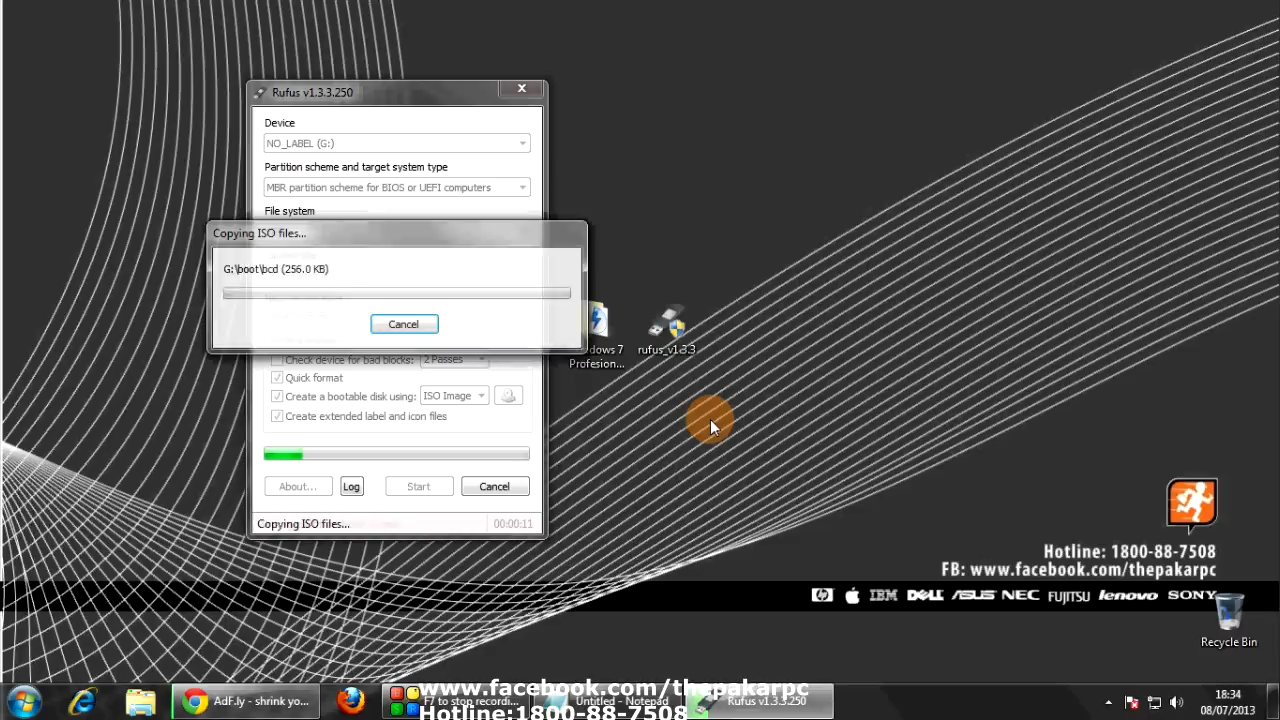 Rufus v1.3.3.250
Device
NO_LABEL (G:)
Partition scheme and target system type
MBR partition scheme for BIOS or UEFI computers
File system
Copying ISO files...
G:\boot\bcd (256.0 KB)
Cancel
Check device for bad blocks:
2 Passes
Quick format
Create a bootable disk using:
ISO Image
Create extended label and icon files
About...
Log
Start
Cancel
Copying ISO files...
00:00:11
7
Profesion...
rufus_v1.3.3
Hotline: 1800-88-7508
FB: www.facebook.com/thepakarpc
hp IBM DELL ASUS NEC FUJITSU lenovo SONY
Recycle Bin
AdF.ly - shrink yo...
F7 to stop recordi...
Untitled - Notepad
Rufus v1.3.3.250
www.facebook.com/thepakarpc
Hotline:1800-88-7508
18:34
08/07/2013